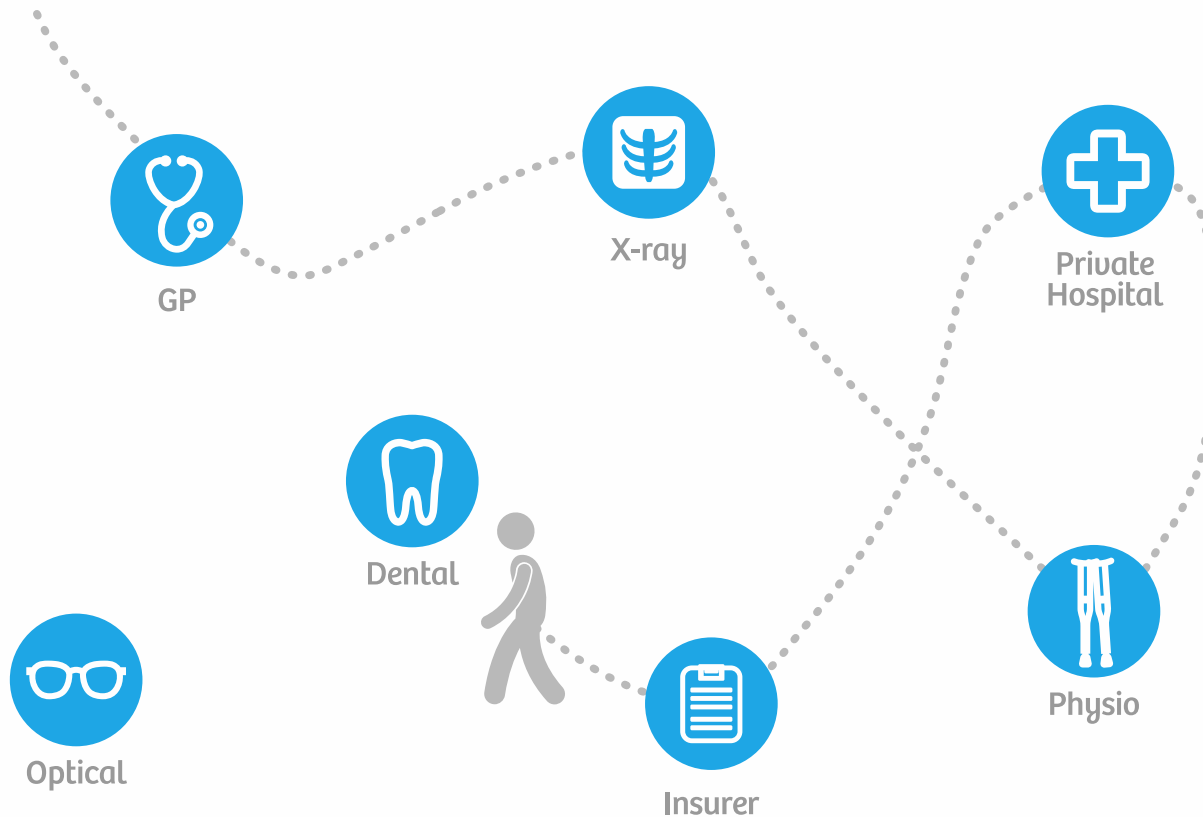 X-ray
Private
Hospital
GP
Dental
Physio
Optical
Insurer